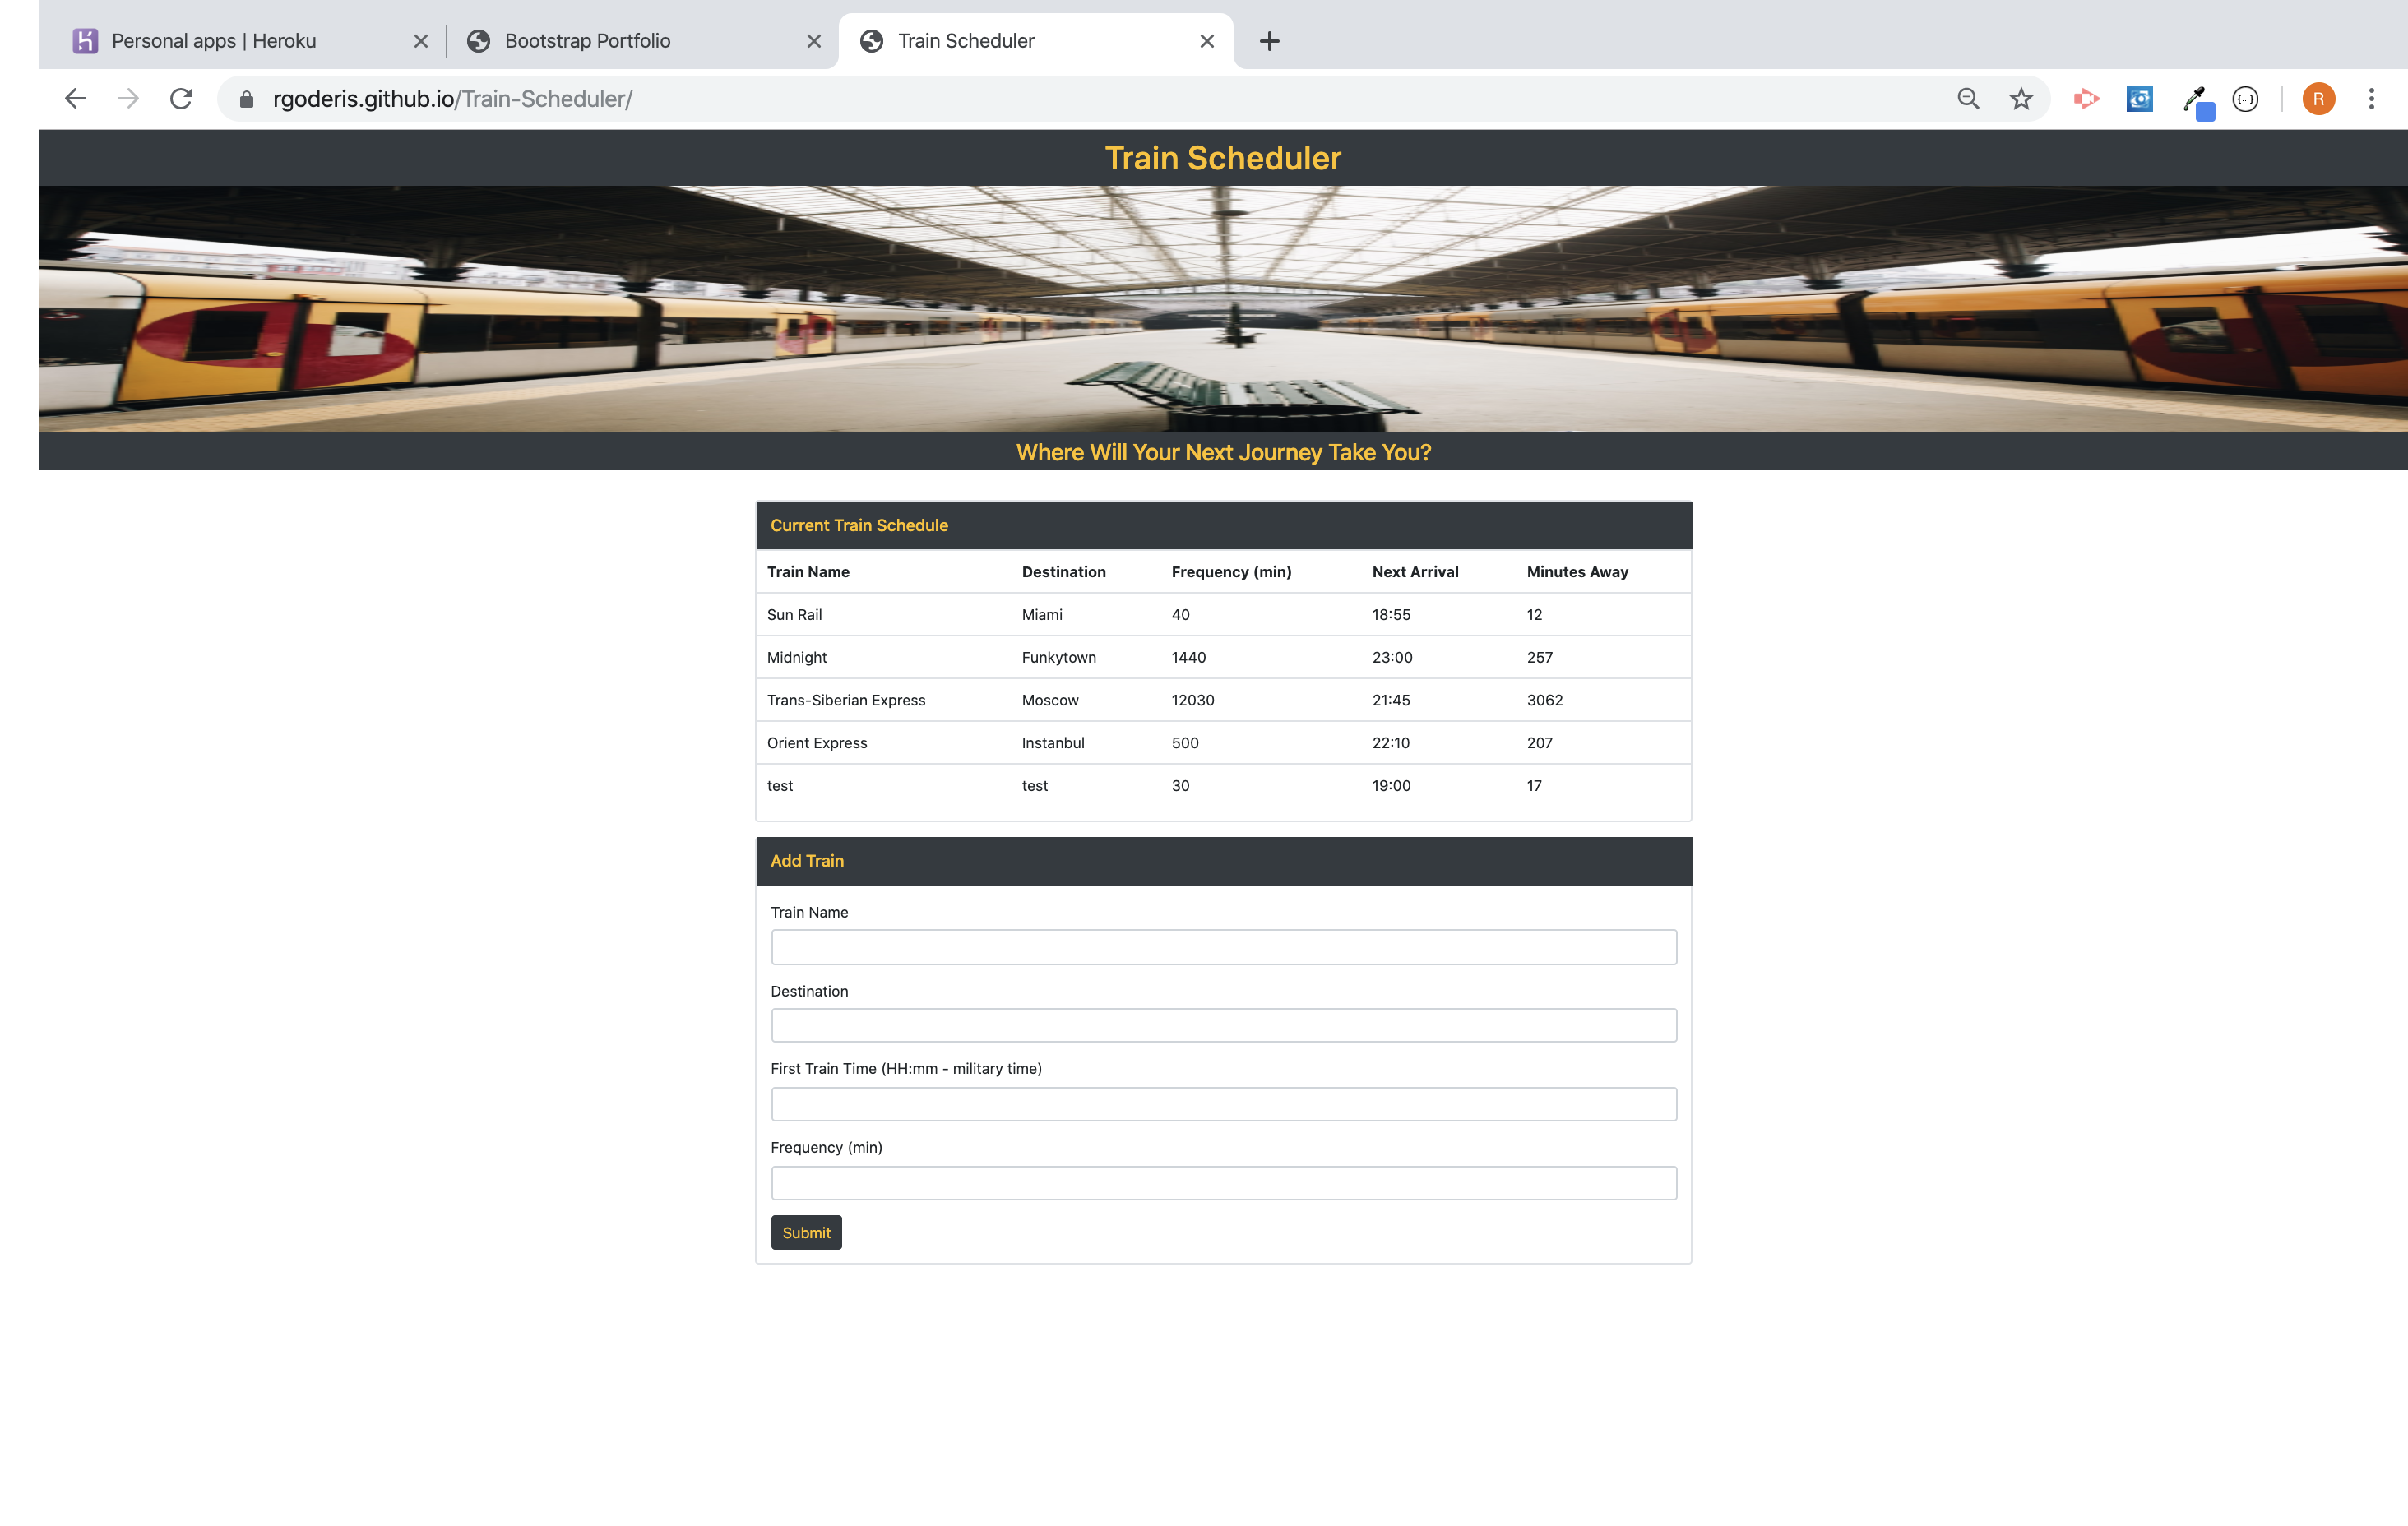 Personal apps | Heroku
Bootstrap Portfolio
Train Scheduler
rgoderis.github.io/Train-Scheduler/
R
Train Scheduler
Where Will Your Next Journey Take You?
Current Train Schedule
Train Name Destination Frequency (min) Next Arrival Minutes Away
Sun Rail Miami 40 18:55 12
Midnight Funkytown 1440 23:00 257
Trans-Siberian Express Moscow 12030 21:45 3062
Orient Express Instanbul 500 22:10 207
test test 30 19:00 17
Add Train
Train Name
Destination
First Train Time (HH:mm - military time)
Frequency (min)
Submit